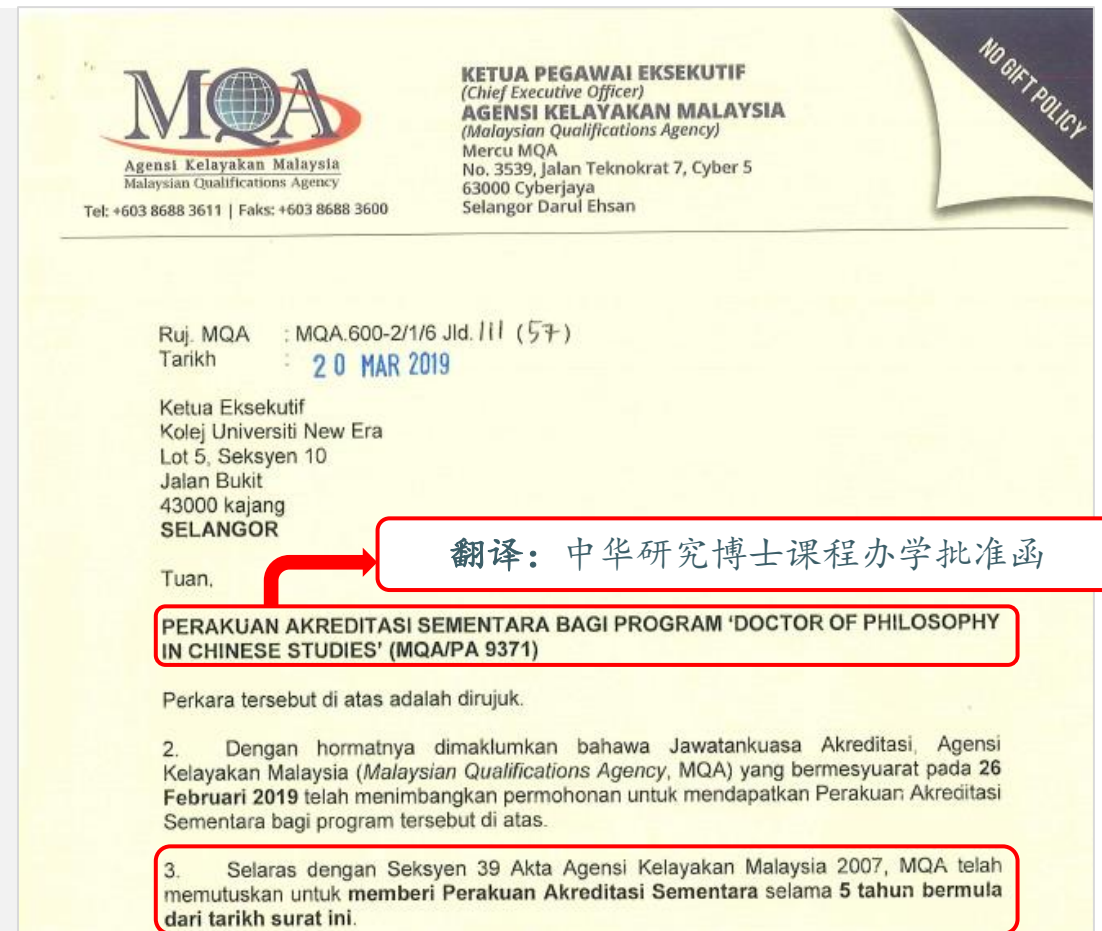 MQA
Agensi Kelayakan Malaysia
Malaysian Qualifications Agency
Tel: +603 8688 3611 | Faks: +603 8688 3600
KETUA PEGAWAI EKSEKUTIF
(Chief Executive Officer)
AGENSI KELAYAKAN MALAYSIA
(Malaysian Qualifications Agency)
Mercu MQA
No. 3539, Jalan Teknokrat 7, Cyber 5
63000 Cyberjaya
Selangor Darul Ehsan
NO GIFT POLICY
Ruj. MQA : MQA.600-2/1/6 Jld. III (57)
Tarikh : 20 MAR 2019
Ketua Eksekutif
Kolej Universiti New Era
Lot 5, Seksyen 10
Jalan Bukit
43000 kajang
SELANGOR
翻译：中华研究博士课程办学批准函
Tuan,
PERAKUAN AKREDITASI SEMENTARA BAGI PROGRAM ‘DOCTOR OF PHILOSOPHY
IN CHINESE STUDIES’ (MQA/PA 9371)
Perkara tersebut di atas adalah dirujuk.
2. Dengan hormatnya dimaklumkan bahawa Jawatankuasa Akreditasi, Agensi
Kelayakan Malaysia (Malaysian Qualifications Agency, MQA) yang bermesyuarat pada 26
Februari 2019 telah menimbangkan permohonan untuk mendapatkan Perakuan Akreditasi
Sementara bagi program tersebut di atas.
3. Selaras dengan Seksyen 39 Akta Agensi Kelayakan Malaysia 2007, MQA telah
memutuskan untuk memberi Perakuan Akreditasi Sementara selama 5 tahun bermula
dari tarikh surat ini.